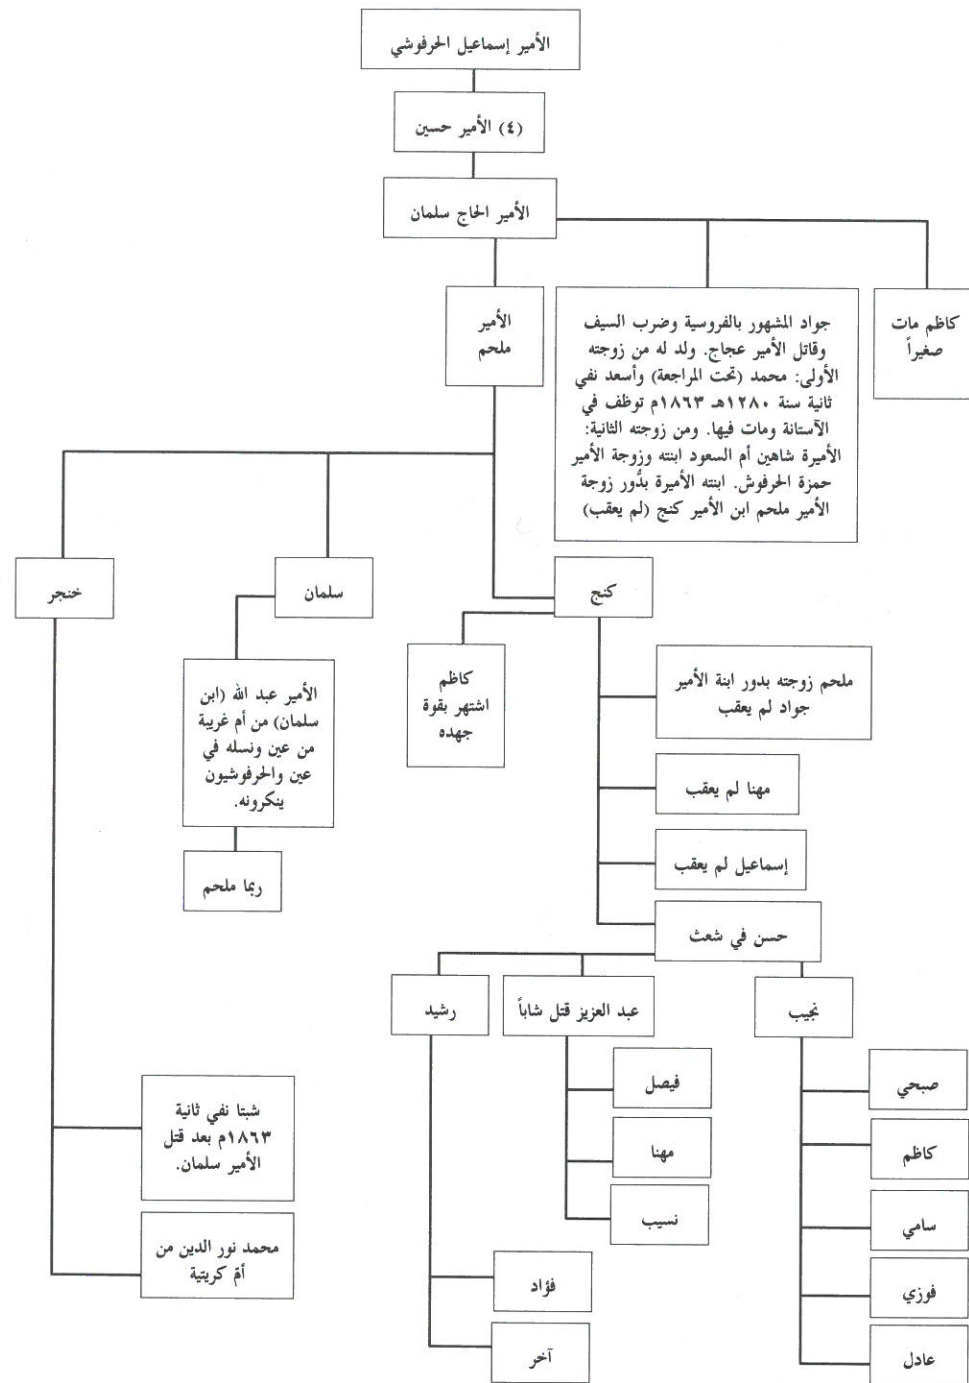 الأمير إسماعيل الحرفوشي
(٤) الأمير حسين
الأمير الحاج سلمان
كاظم مات
صغيراً
جواد المشهور بالفروسية وضرب السيف
وقاتل الأمير عجاج. ولد له من زوجته
الأولى: محمد (تحت المراجعة) وأسعد نفي
ثانية سنة ١٢٨٠هـ ١٨٦٣م توظف في
الآستانة ومات فيها. ومن زوجته الثانية:
الأميرة شاهين أم السعود ابنته وزوجة الأمير
حمزة الحرفوش. ابنته الأميرة بدُّور زوجة
الأمير ملحم ابن الأمير كنج (لم يعقب)
الأمير
ملحم
كنج
سلمان
خنجر
ملحم زوجته بدور ابنة الأمير
جواد لم يعقب
مهنا لم يعقب
إسماعيل لم يعقب
حسن في شعث
كاظم
اشتهر بقوة
جهده
الأمير عبد الله (ابن
سلمان) من أم غريبة
من عين ونسله في
عين والحرفوشيون
ينكرونه.
ربما ملحم
نجيب
عبد العزيز قتل شاباً
رشيد
صبحي
كاظم
سامي
فوزي
عادل
فيصل
مهنا
نسيب
فؤاد
آخر
شبتا نفي ثانية
١٨٦٣م بعد قتل
الأمير سلمان.
محمد نور الدين من
أمّ كريتية